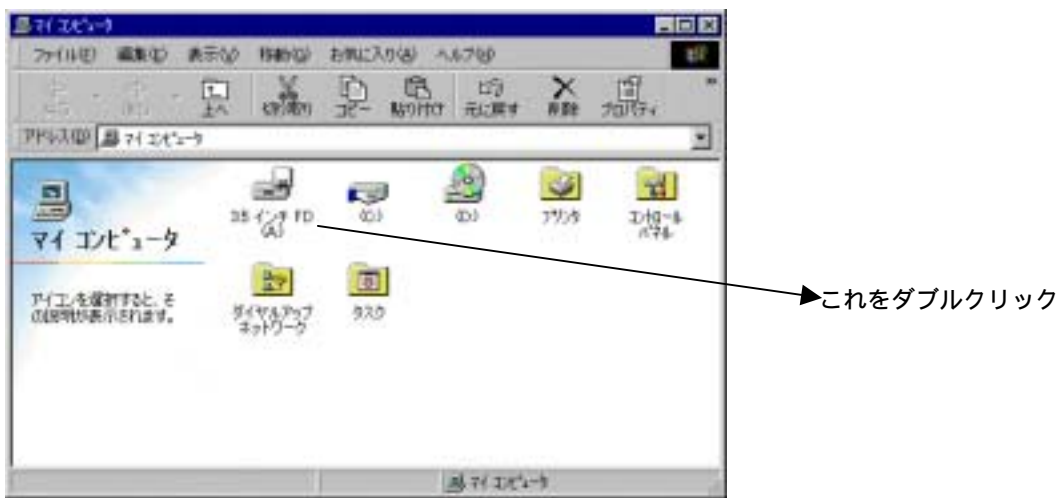 マイ コンピュータ
ファイル(F) 編集(E) 表示(V) 移動(G) お気に入り(A) ヘルプ(H)
上へ 切り取り コピー 貼り付け 元に戻す 削除 プロパティ
アドレス(D) マイ コンピュータ
マイ コンピュータ
アイコンを選択すると、そ
の説明が表示されます。
3.5 インチ FD
(A:)
(C:)
(D:)
プリンタ
コントロール
パネル
ダイヤルアップ
ネットワーク
タスク
これをダブルクリック
マイ コンピュータ